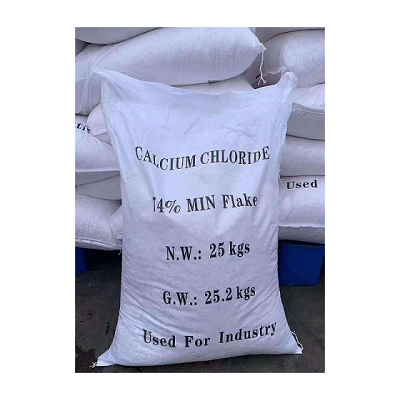 CALCIUM CHLORIDE
74% MIN Flake
N.W.: 25 kgs
G.W.: 25.2 kgs
Used For Industry
Used